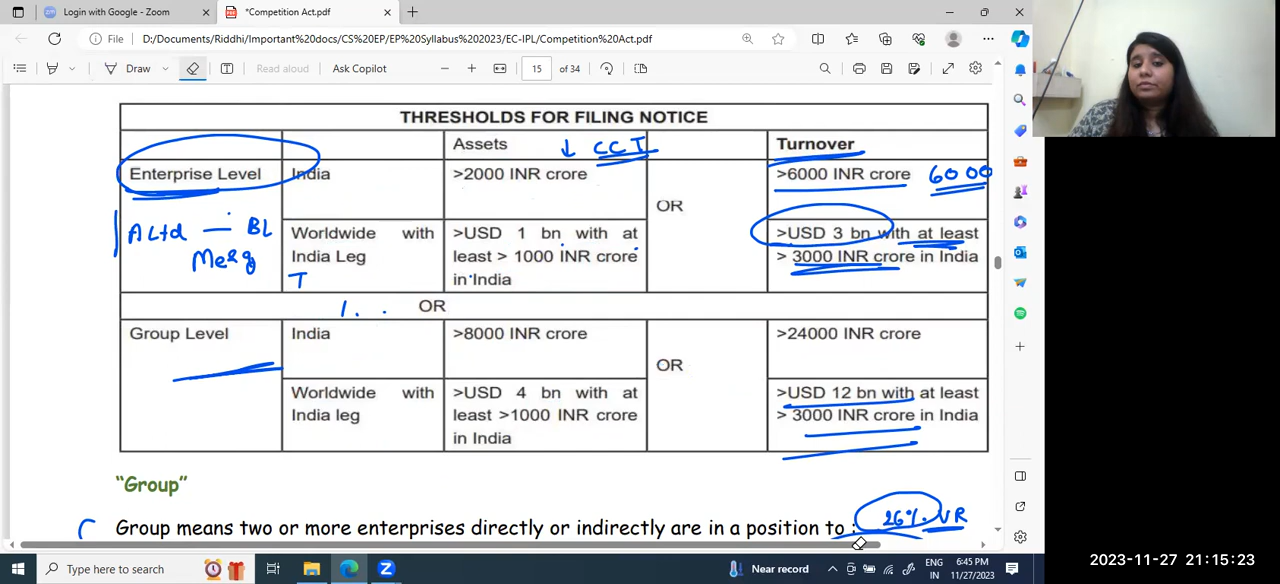 Login with Google - Zoom
*Competition Act.pdf
File
D:/Documents/Riddhi/Important%20docs/CS%20EP/EP%20Syllabus%202023/EC-IPL/Competition%20Act.pdf
Draw
Read aloud
Ask Copilot
15
of 34
THRESHOLDS FOR FILING NOTICE
Assets
CCI
Turnover
Enterprise Level
India
>2000 INR crore
OR
>6000 INR crore
6000
A Ltd — BL
Merg
Worldwide with
India Leg
>USD 1 bn with at
least > 1000 INR crore
in India
>USD 3 bn with at least
> 3000 INR crore in India
OR
Group Level
India
>8000 INR crore
OR
>24000 INR crore
Worldwide with
India leg
>USD 4 bn with at
least >1000 INR crore
in India
>USD 12 bn with at least
> 3000 INR crore in India
“Group”
Group means two or more enterprises directly or indirectly are in a position to :
26% VR
Type here to search
Near record
ENG
IN
6:45 PM
11/27/2023
2023-11-27 21:15:23